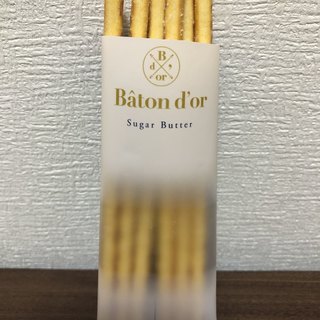 B
d'
or
Bâton d'or
Sugar Butter